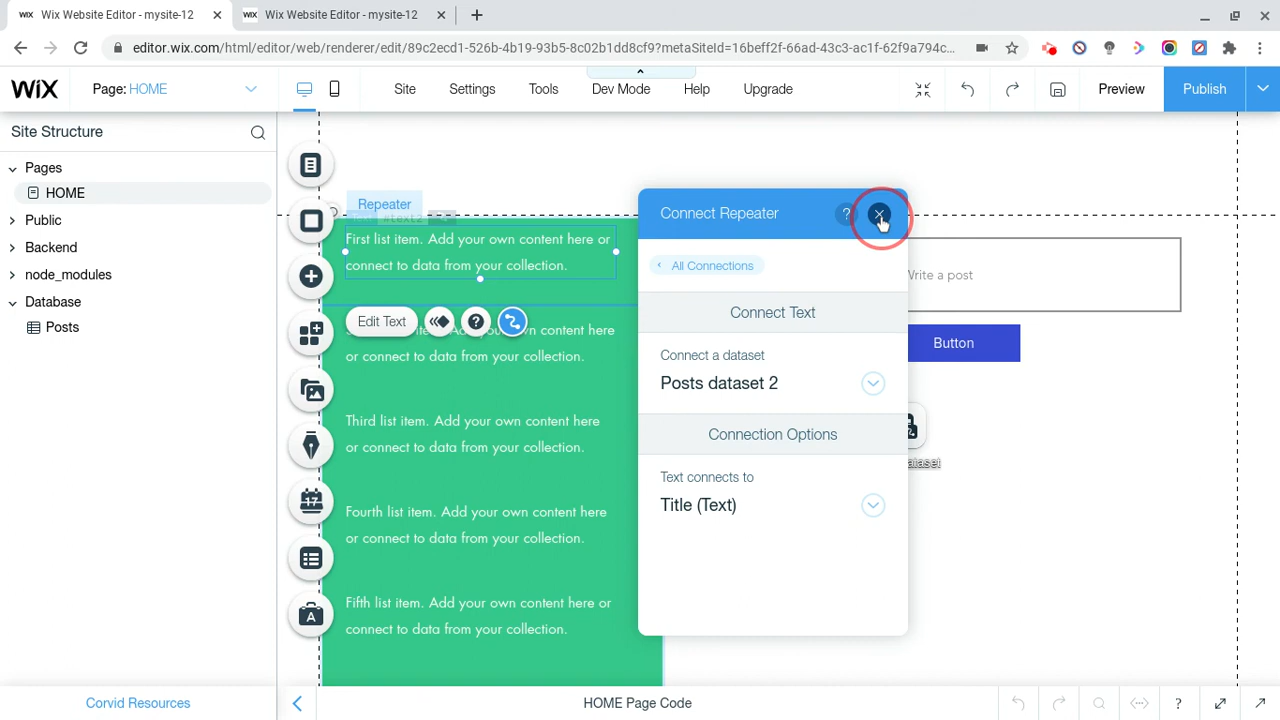 WiX Wix Website Editor - mysite-12
WiX Wix Website Editor - mysite-12
editor.wix.com/html/editor/web/renderer/edit/89c2ecd1-526b-4b19-93b5-8c02b1dd8cf9?metaSiteId=16beff2f-66ad-43c3-ac1f-62f9a794c...
WiX
Page: HOME
Site Settings Tools Dev Mode Help Upgrade
Preview
Publish
Site Structure
Pages
HOME
Public
Backend
node_modules
Database
Posts
Corvid Resources
17
A
Repeater
#text2
First list item. Add your own content here or
connect to data from your collection.
Edit Text
?
or connect to data from your collection.
Third list item. Add your own content here
or connect to data from your collection.
Fourth list item. Add your own content here
or connect to data from your collection.
Fifth list item. Add your own content here or
connect to data from your collection.
Connect Repeater
?
All Connections
Connect Text
Connect a dataset
Posts dataset 2
Connection Options
Text connects to
Title (Text)
Write a post
Button
HOME Page Code
?